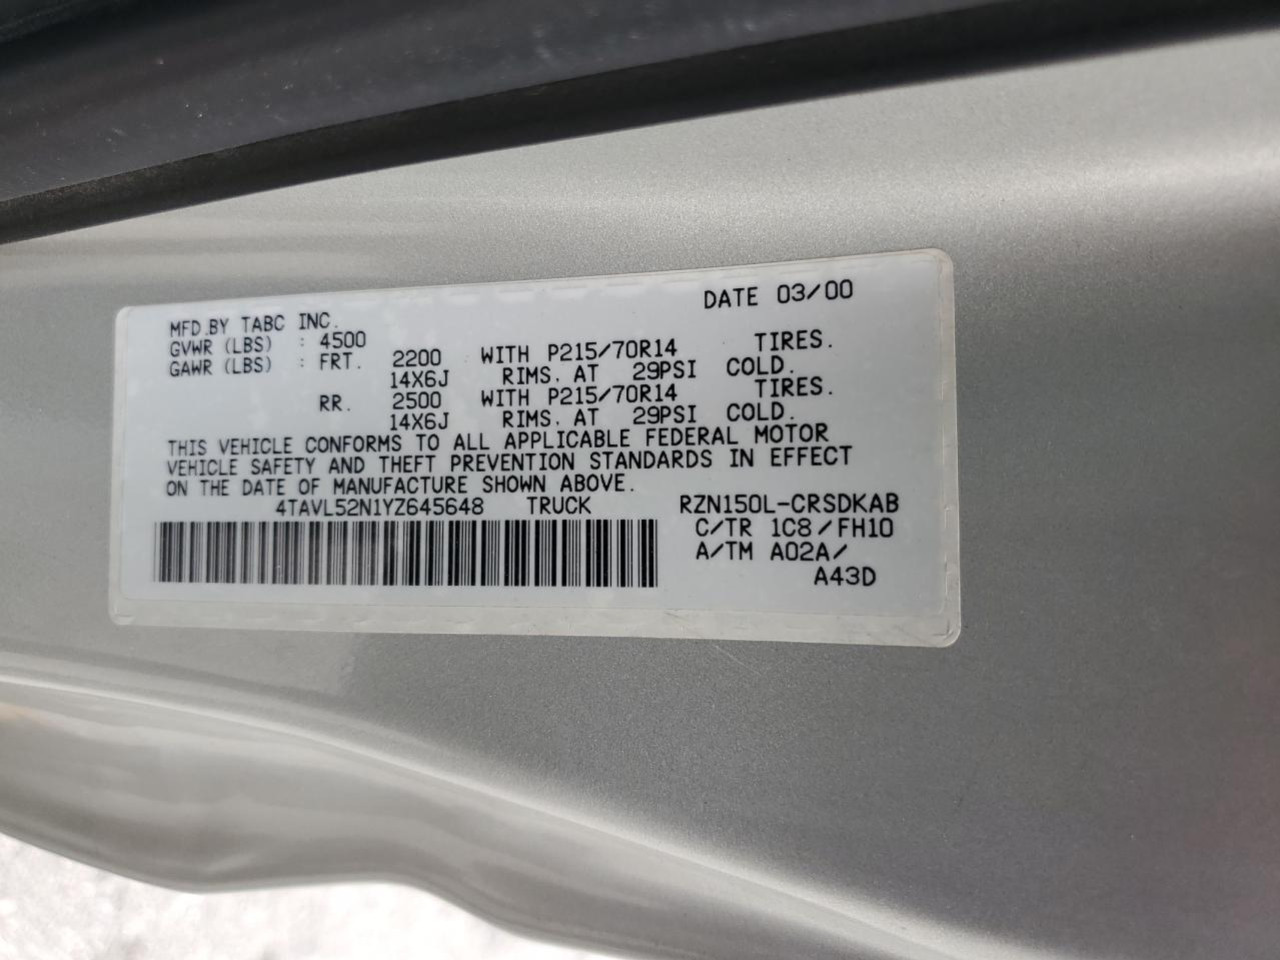 DATE 03/00
MFD.BY TABC INC.
GVWR (LBS) : 4500
GAWR (LBS) : FRT. 2200 WITH P215/70R14 TIRES.
14X6J RIMS, AT 29PSI COLD.
RR. 2500 WITH P215/70R14 TIRES.
14X6J RIMS, AT 29PSI COLD.
THIS VEHICLE CONFORMS TO ALL APPLICABLE FEDERAL MOTOR
VEHICLE SAFETY AND THEFT PREVENTION STANDARDS IN EFFECT
ON THE DATE OF MANUFACTURE SHOWN ABOVE.
4TAVL52N1YZ645648 TRUCK RZN150L-CRSDKAB
C/TR 1C8/FH10
A/TM A02A/
A43D